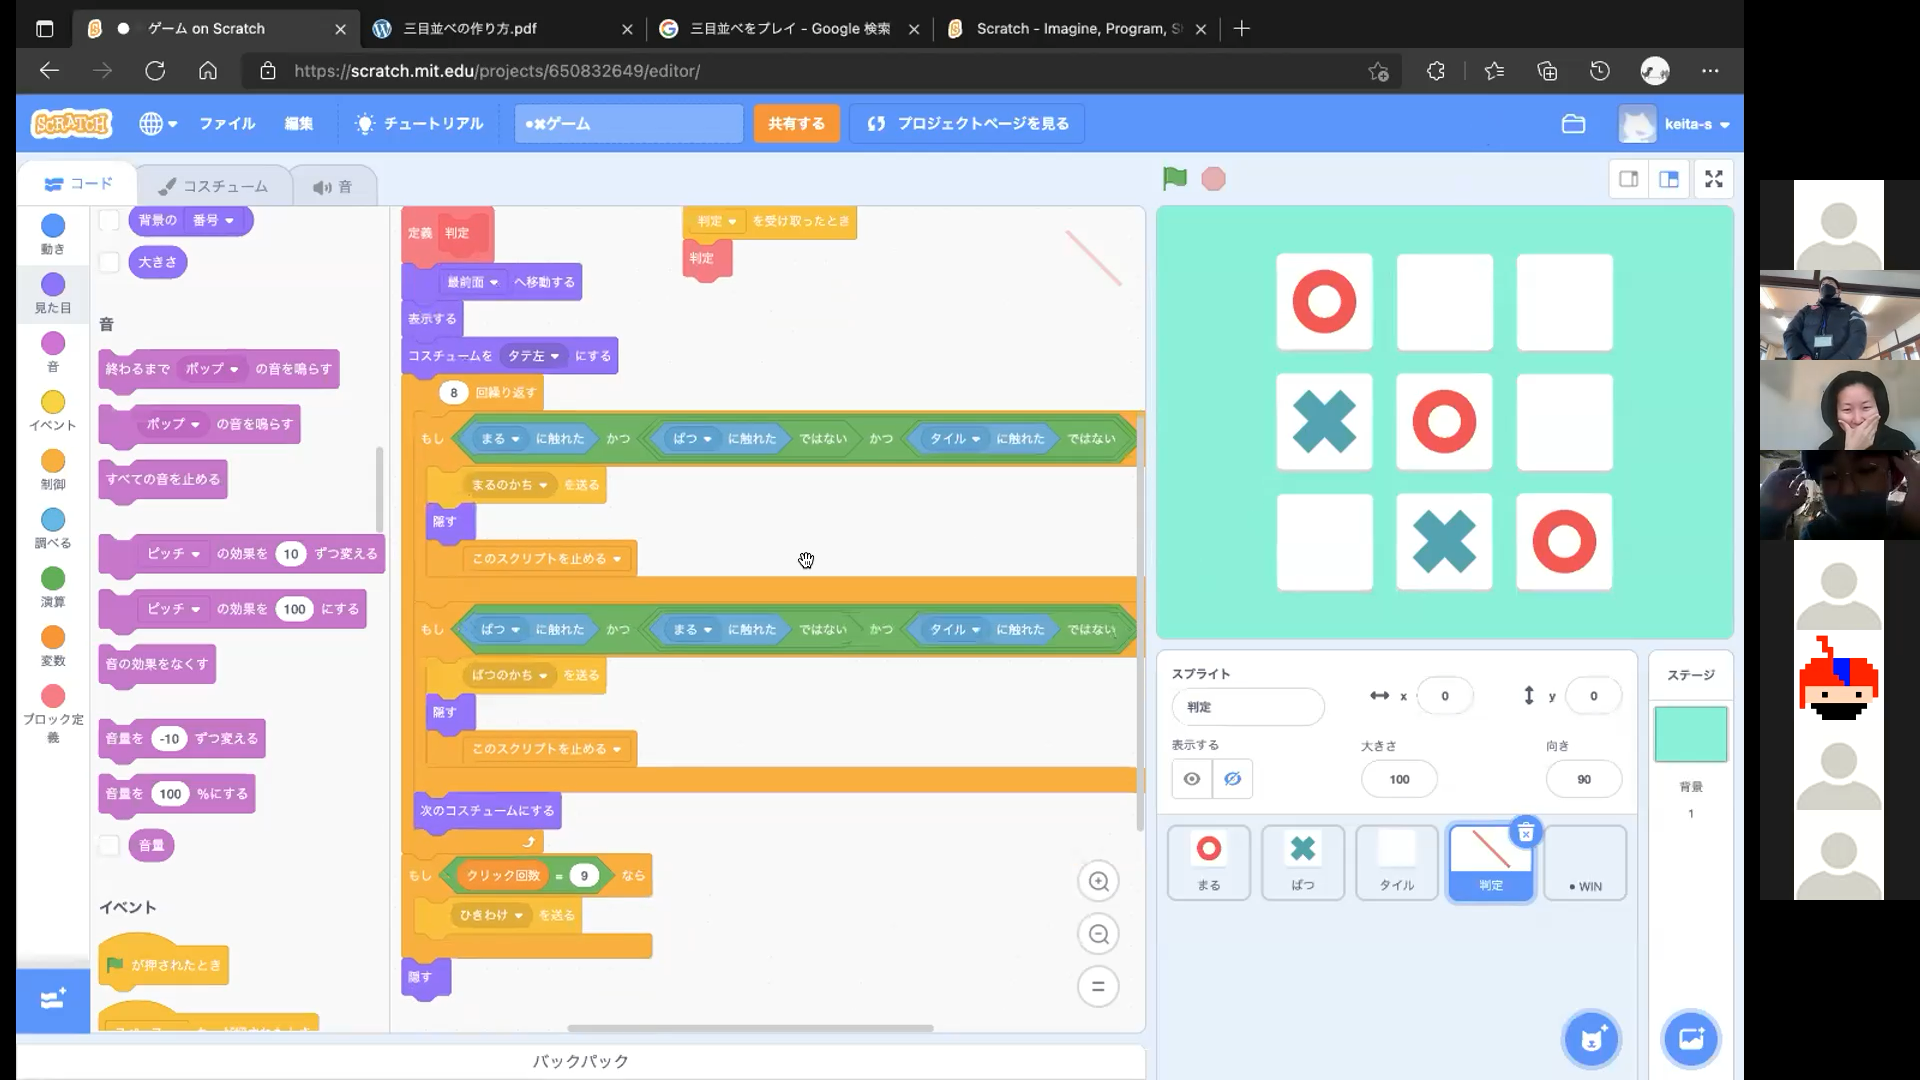 ゲーム on Scratch
三目並べの作り方.pdf
三目並べをプレイ - Google 検索
Scratch - Imagine, Program, S
https://scratch.mit.edu/projects/650832649/editor/
SCRATCH
ファイル
編集
チュートリアル
●✖ゲーム
共有する
プロジェクトページを見る
keita-s
コード
コスチューム
音
動き
見た目
音
イベント
制御
調べる
演算
変数
ブロック定義
背景の 番号
大きさ
音
終わるまで ポップ の音を鳴らす
ポップ の音を鳴らす
すべての音を止める
ピッチ の効果を 10 ずつ変える
ピッチ の効果を 100 にする
音の効果をなくす
音量を -10 ずつ変える
音量を 100 %にする
音量
イベント
が押されたとき
定義 判定
最前面 へ移動する
表示する
コスチュームを タテ左 にする
8 回繰り返す
もし まる に触れた かつ ばつ に触れた ではない かつ タイル に触れた ではない
まるのかち を送る
隠す
このスクリプトを止める
もし ばつ に触れた かつ まる に触れた ではない かつ タイル に触れた ではない
ばつのかち を送る
隠す
このスクリプトを止める
次のコスチュームにする
もし クリック回数 = 9 なら
ひきわけ を送る
隠す
判定 を受け取ったとき
判定
バックパック
スプライト
判定
x 0
y 0
表示する
大きさ
100
向き
90
まる
ばつ
タイル
判定
● WIN
ステージ
背景
1